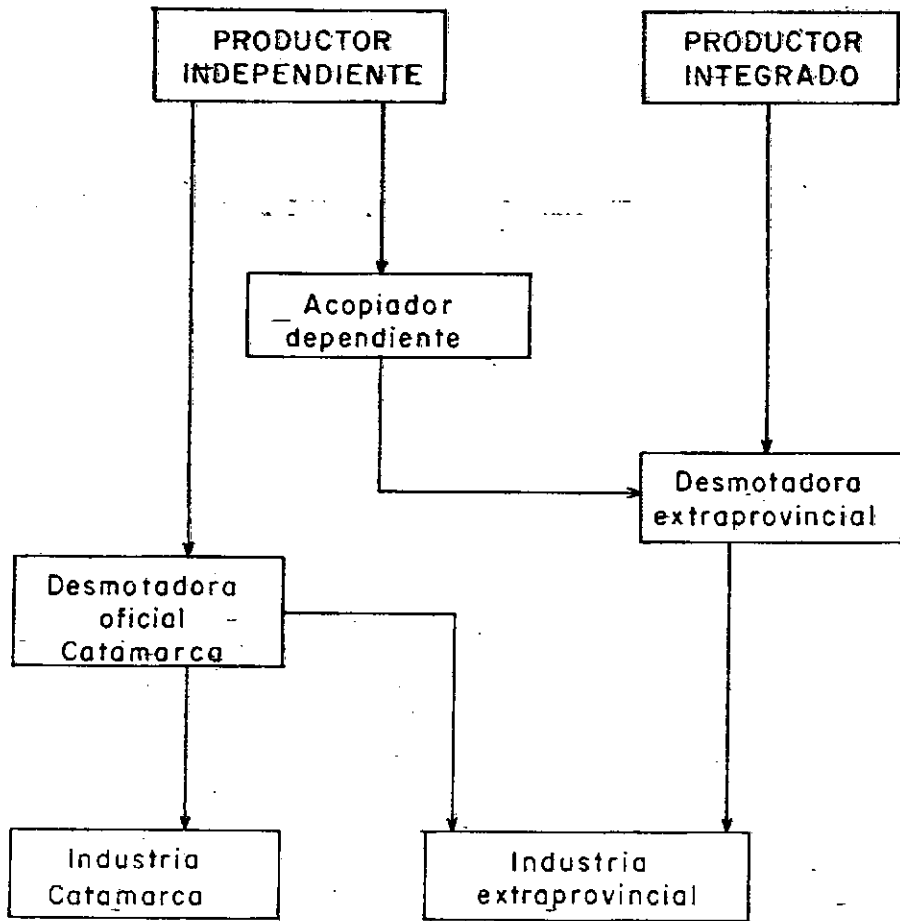 PRODUCTOR
INDEPENDIENTE
PRODUCTOR
INTEGRADO
Acopiador
dependiente
Desmotadora
extraprovincial
Desmotadora
oficial
Catamarca
Industria
Catamarca
Industria
extraprovincial